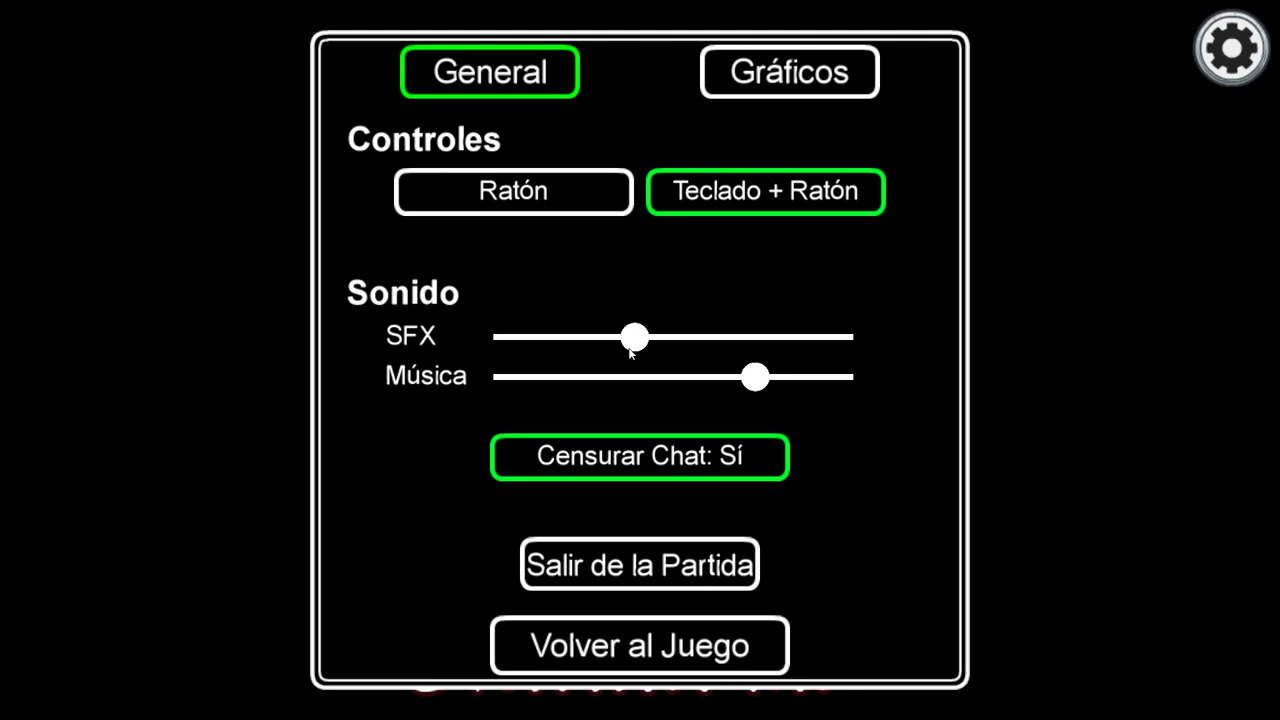 General
Gráficos
Controles
Ratón
Teclado + Ratón
Sonido
SFX
Música
Censurar Chat: Sí
Salir de la Partida
Volver al Juego